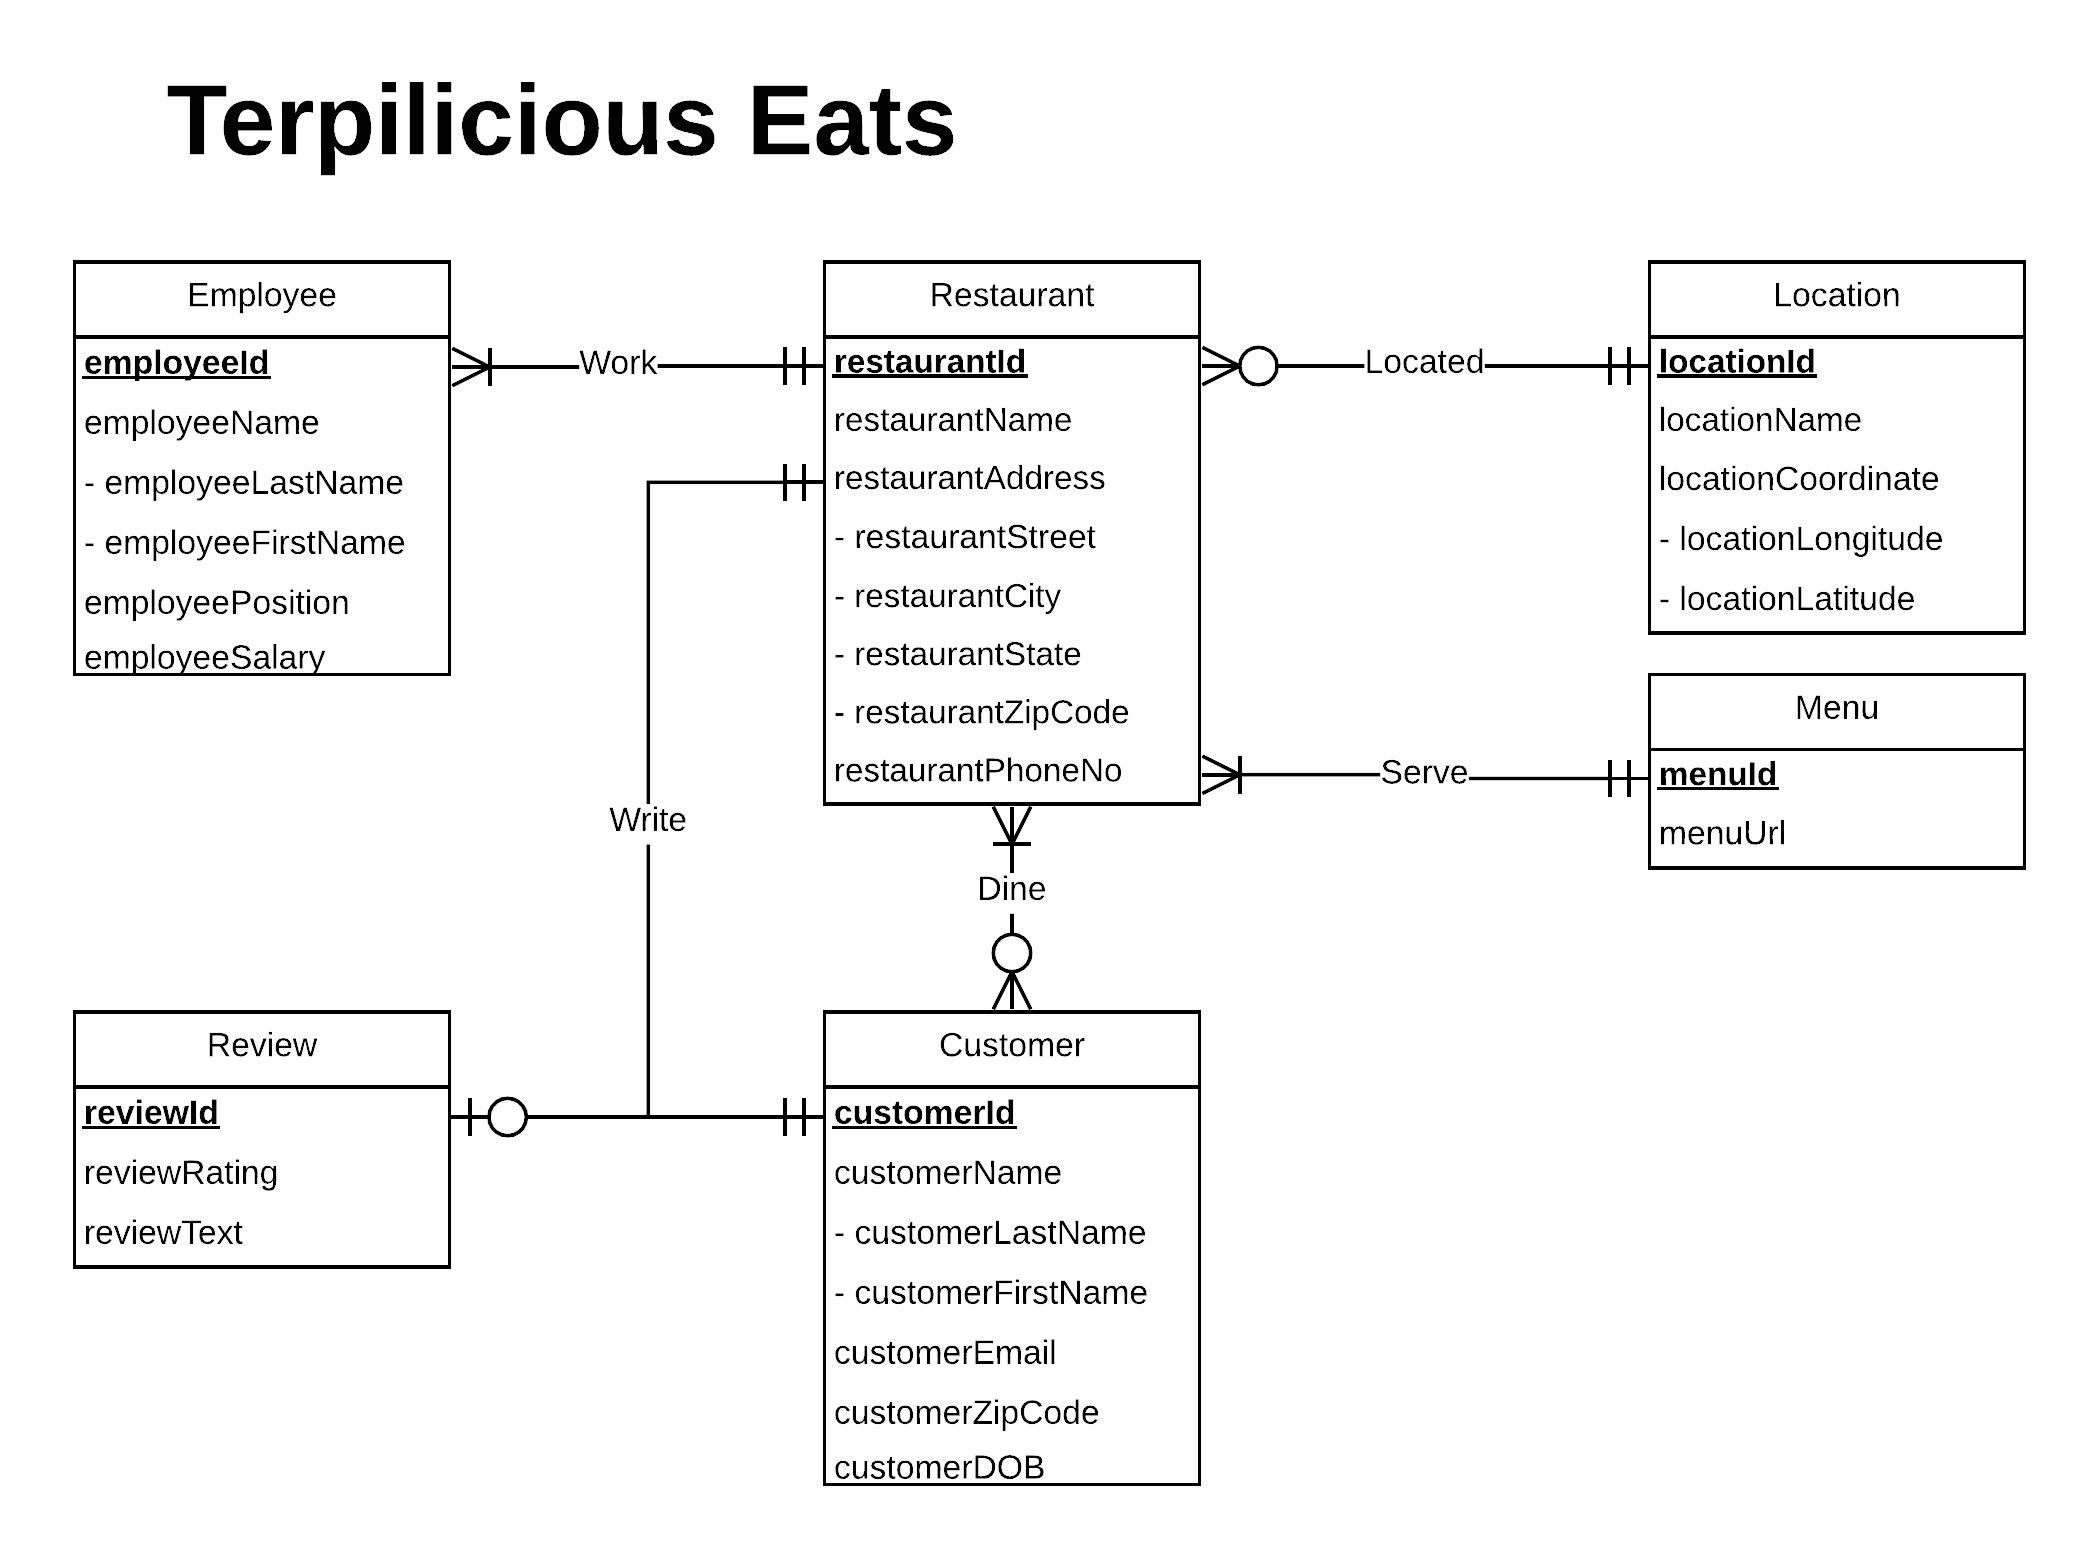 Terpilicious Eats
Employee
employeeId
employeeName
- employeeLastName
- employeeFirstName
employeePosition
employeeSalary
Work
Restaurant
restaurantId
restaurantName
restaurantAddress
- restaurantStreet
- restaurantCity
- restaurantState
- restaurantZipCode
restaurantPhoneNo
Located
Location
locationId
locationName
locationCoordinate
- locationLongitude
- locationLatitude
Serve
Menu
menuId
menuUrl
Write
Dine
Review
reviewId
reviewRating
reviewText
Customer
customerId
customerName
- customerLastName
- customerFirstName
customerEmail
customerZipCode
customerDOB